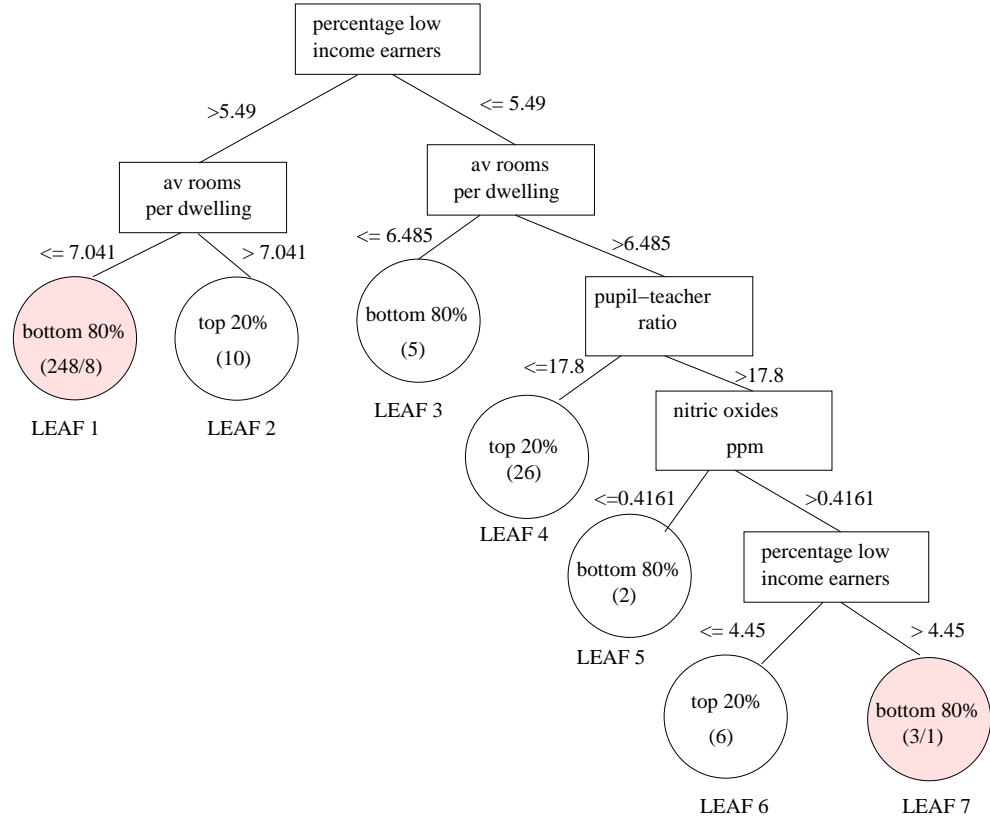 percentage low
income earners
>5.49
<= 5.49
av rooms
per dwelling
av rooms
per dwelling
<= 7.041
> 7.041
<= 6.485
>6.485
bottom 80%
(248/8)
LEAF 1
top 20%
(10)
LEAF 2
bottom 80%
(5)
LEAF 3
pupil−teacher
ratio
<=17.8
>17.8
top 20%
(26)
LEAF 4
nitric oxides
ppm
<=0.4161
>0.4161
bottom 80%
(2)
LEAF 5
percentage low
income earners
<= 4.45
> 4.45
top 20%
(6)
LEAF 6
bottom 80%
(3/1)
LEAF 7